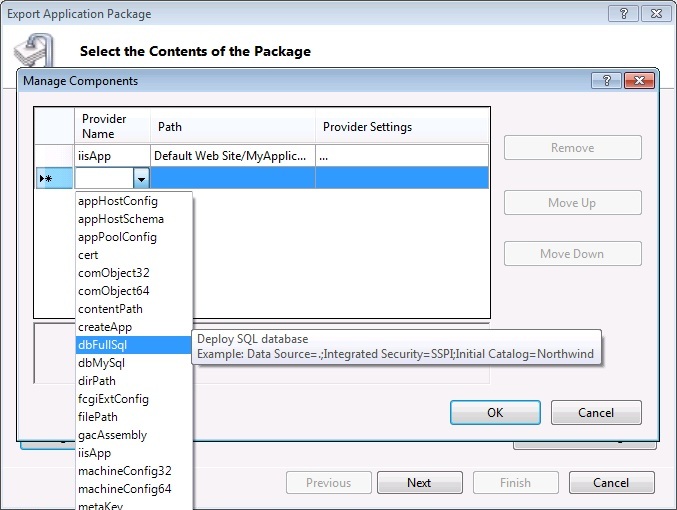 Export Application Package
Select the Contents of the Package
Manage Components
Provider Name
Path
Provider Settings
iisApp
Default Web Site/MyApplic...
...
Remove
Move Up
Move Down
appHostConfig
appHostSchema
appPoolConfig
cert
comObject32
comObject64
contentPath
createApp
dbFullSql
dbMySql
dirPath
fcgiExtConfig
filePath
gacAssembly
iisApp
machineConfig32
machineConfig64
metaKey
Deploy SQL database
Example: Data Source=.;Integrated Security=SSPI;Initial Catalog=Northwind
OK
Cancel
Previous
Next
Finish
Cancel